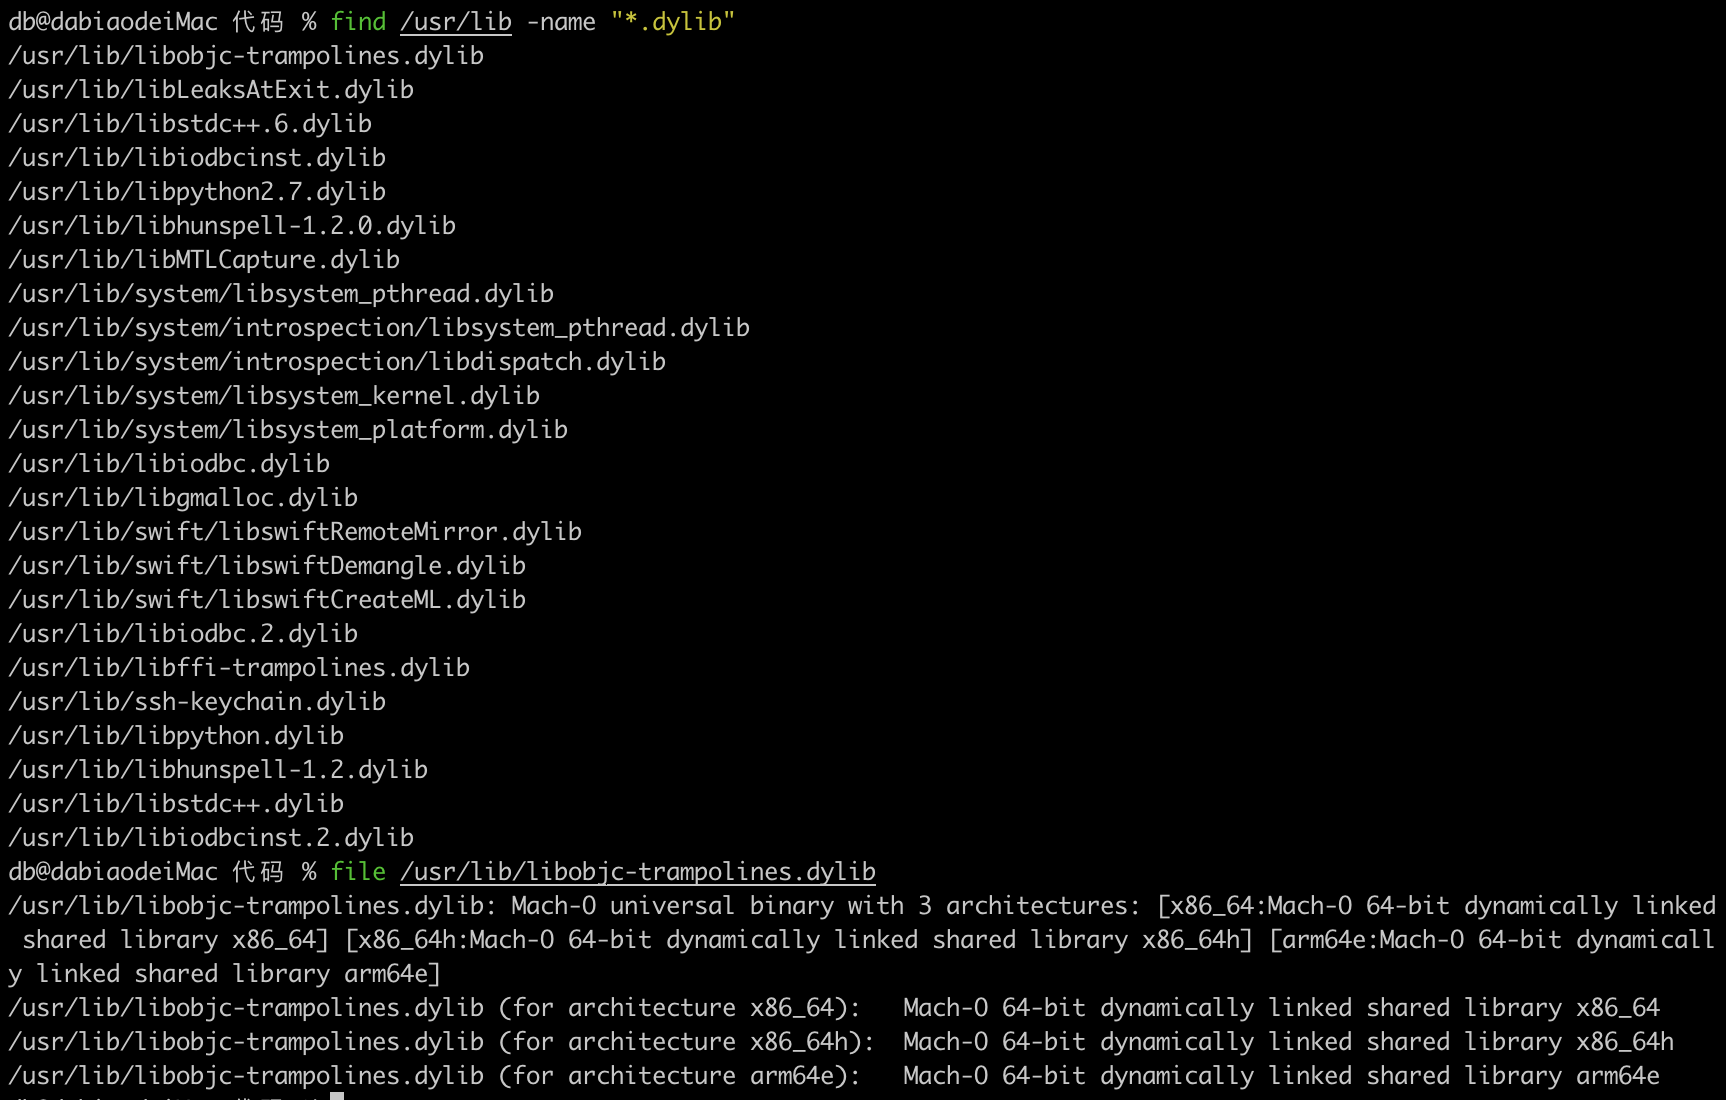 db@dabiaodeiMac 代码 % find /usr/lib -name "*.dylib"
/usr/lib/libobjc-trampolines.dylib
/usr/lib/libLeaksAtExit.dylib
/usr/lib/libstdc++.6.dylib
/usr/lib/libiodbcinst.dylib
/usr/lib/libpython2.7.dylib
/usr/lib/libhunspell-1.2.0.dylib
/usr/lib/libMTLCapture.dylib
/usr/lib/system/libsystem_pthread.dylib
/usr/lib/system/introspection/libsystem_pthread.dylib
/usr/lib/system/introspection/libdispatch.dylib
/usr/lib/system/libsystem_kernel.dylib
/usr/lib/system/libsystem_platform.dylib
/usr/lib/libiodbc.dylib
/usr/lib/libgmalloc.dylib
/usr/lib/swift/libswiftRemoteMirror.dylib
/usr/lib/swift/libswiftDemangle.dylib
/usr/lib/swift/libswiftCreateML.dylib
/usr/lib/libiodbc.2.dylib
/usr/lib/libffi-trampolines.dylib
/usr/lib/ssh-keychain.dylib
/usr/lib/libpython.dylib
/usr/lib/libhunspell-1.2.dylib
/usr/lib/libstdc++.dylib
/usr/lib/libiodbcinst.2.dylib
db@dabiaodeiMac 代码 % file /usr/lib/libobjc-trampolines.dylib
/usr/lib/libobjc-trampolines.dylib: Mach-O universal binary with 3 architectures: [x86_64:Mach-O 64-bit dynamically linked
 shared library x86_64] [x86_64h:Mach-O 64-bit dynamically linked shared library x86_64h] [arm64e:Mach-O 64-bit dynamicall
y linked shared library arm64e]
/usr/lib/libobjc-trampolines.dylib (for architecture x86_64):   Mach-O 64-bit dynamically linked shared library x86_64
/usr/lib/libobjc-trampolines.dylib (for architecture x86_64h):  Mach-O 64-bit dynamically linked shared library x86_64h
/usr/lib/libobjc-trampolines.dylib (for architecture arm64e):   Mach-O 64-bit dynamically linked shared library arm64e